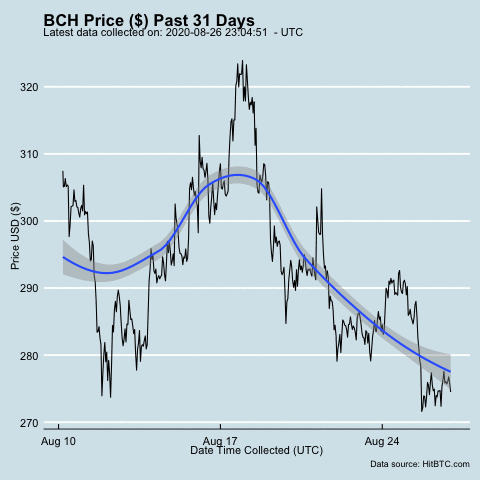 BCH Price ($) Past 31 Days
Latest data collected on: 2020-08-26 23:04:51 - UTC
Price USD ($)
320
310
300
290
280
270
Aug 10 Aug 17 Aug 24
Date Time Collected (UTC)
Data source: HitBTC.com